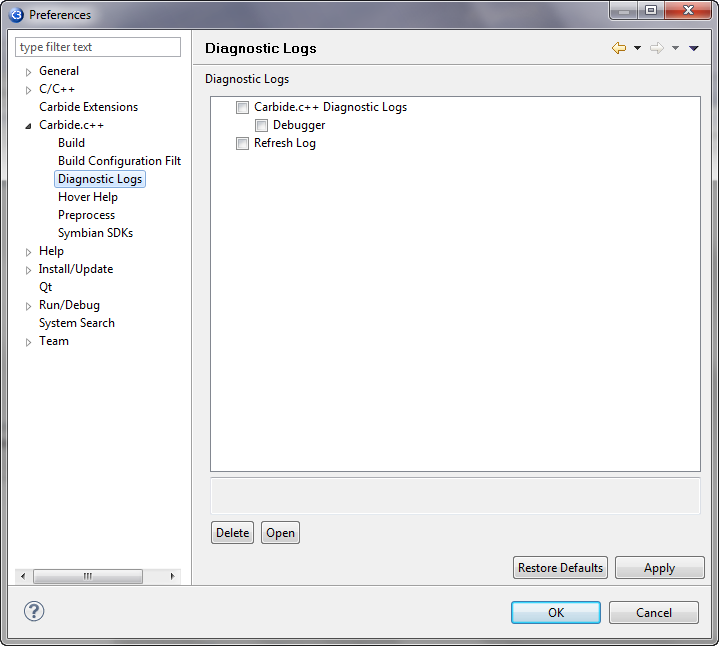 Preferences
type filter text
General
C/C++
Carbide Extensions
Carbide.c++
Build
Build Configuration Filt
Diagnostic Logs
Hover Help
Preprocess
Symbian SDKs
Help
Install/Update
Qt
Run/Debug
System Search
Team
Diagnostic Logs
Diagnostic Logs
Carbide.c++ Diagnostic Logs
Debugger
Refresh Log
Delete
Open
Restore Defaults
Apply
?
OK
Cancel